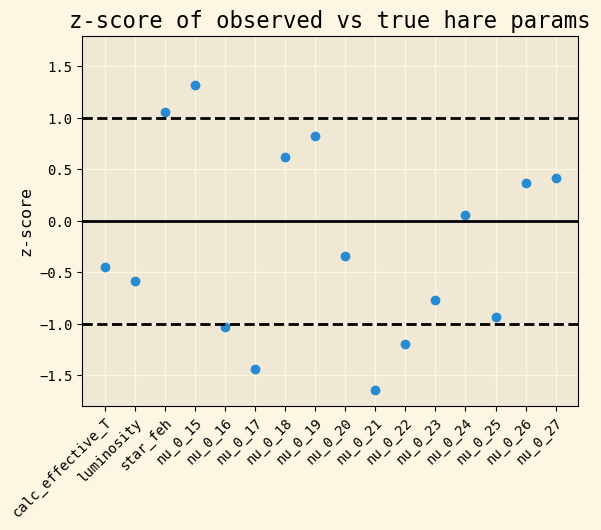 z-score of observed vs true hare params
z-score
1.5
1.0
0.5
0.0
−0.5
−1.0
−1.5
calc_effective_T
luminosity
star_feh
nu_0_15
nu_0_16
nu_0_17
nu_0_18
nu_0_19
nu_0_20
nu_0_21
nu_0_22
nu_0_23
nu_0_24
nu_0_25
nu_0_26
nu_0_27